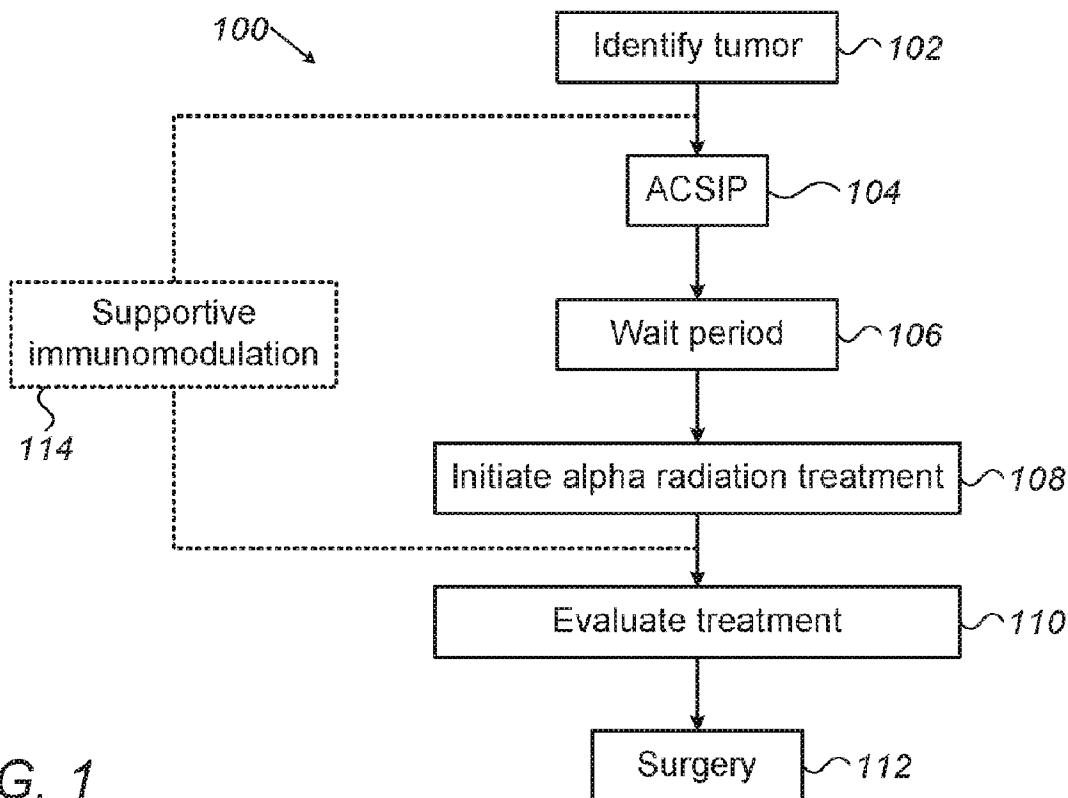 100
Identify tumor 102
ACSIP 104
Supportive
immunomodulation
114
Wait period 106
Initiate alpha radiation treatment 108
Evaluate treatment 110
Surgery 112
G. 1